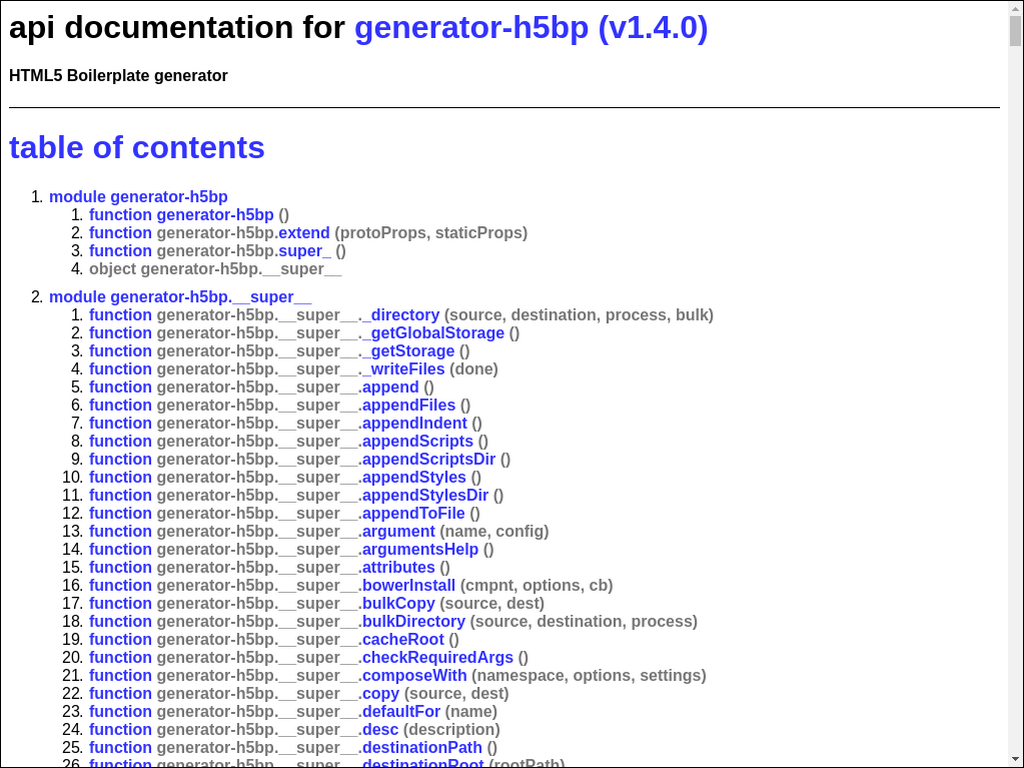 api documentation for generator-h5bp (v1.4.0)
HTML5 Boilerplate generator
table of contents
1. module generator-h5bp
1. function generator-h5bp ()
2. function generator-h5bp.extend (protoProps, staticProps)
3. function generator-h5bp.super_ ()
4. object generator-h5bp.__super__
2. module generator-h5bp.__super__
1. function generator-h5bp.__super__._directory (source, destination, process, bulk)
2. function generator-h5bp.__super__._getGlobalStorage ()
3. function generator-h5bp.__super__._getStorage ()
4. function generator-h5bp.__super__._writeFiles (done)
5. function generator-h5bp.__super__.append ()
6. function generator-h5bp.__super__.appendFiles ()
7. function generator-h5bp.__super__.appendIndent ()
8. function generator-h5bp.__super__.appendScripts ()
9. function generator-h5bp.__super__.appendScriptsDir ()
10. function generator-h5bp.__super__.appendStyles ()
11. function generator-h5bp.__super__.appendStylesDir ()
12. function generator-h5bp.__super__.appendToFile ()
13. function generator-h5bp.__super__.argument (name, config)
14. function generator-h5bp.__super__.argumentsHelp ()
15. function generator-h5bp.__super__.attributes ()
16. function generator-h5bp.__super__.bowerInstall (cmpnt, options, cb)
17. function generator-h5bp.__super__.bulkCopy (source, dest)
18. function generator-h5bp.__super__.bulkDirectory (source, destination, process)
19. function generator-h5bp.__super__.cacheRoot ()
20. function generator-h5bp.__super__.checkRequiredArgs ()
21. function generator-h5bp.__super__.composeWith (namespace, options, settings)
22. function generator-h5bp.__super__.copy (source, dest)
23. function generator-h5bp.__super__.defaultFor (name)
24. function generator-h5bp.__super__.desc (description)
25. function generator-h5bp.__super__.destinationPath ()
26. function generator-h5bp.__super__.destinationRoot (rootPath)